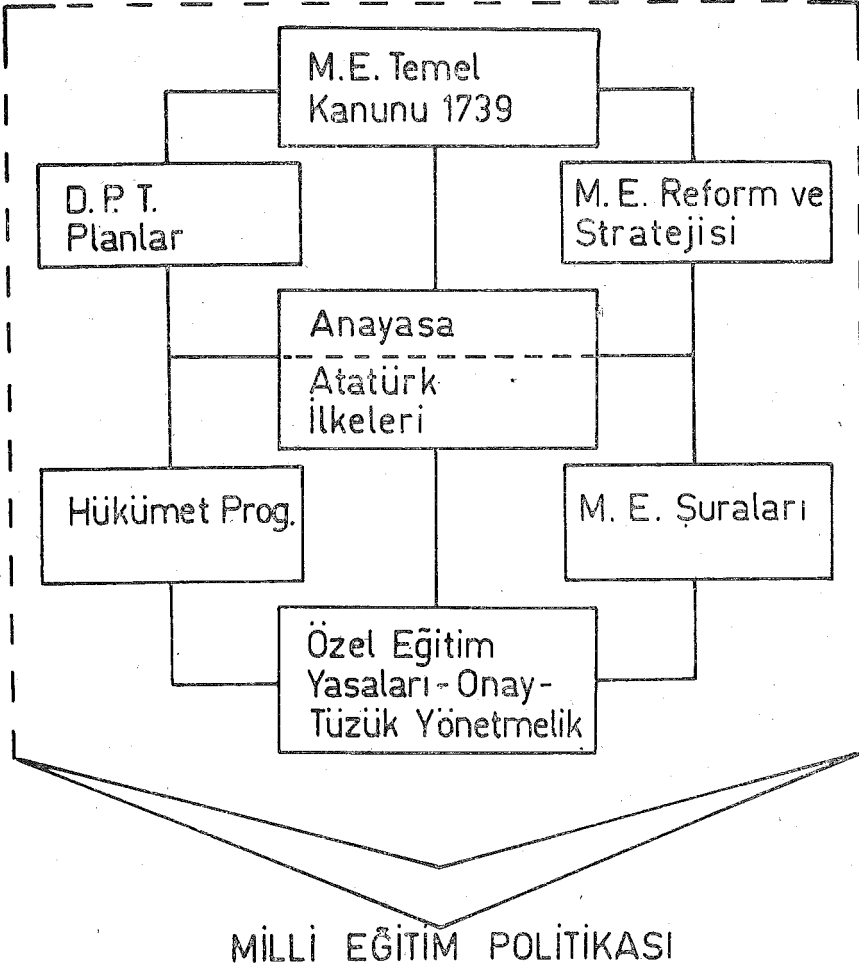 M.E. Temel
Kanunu 1739
D.P.T.
Planlar
M.E. Reform ve
Stratejisi
Anayasa
Atatürk
İlkeleri
Hükümet Prog.
M. E. Şuraları
Özel Eğitim
Yasaları-Onay-
Tüzük Yönetmelik
MİLLİ EĞİTİM POLİTİKASI